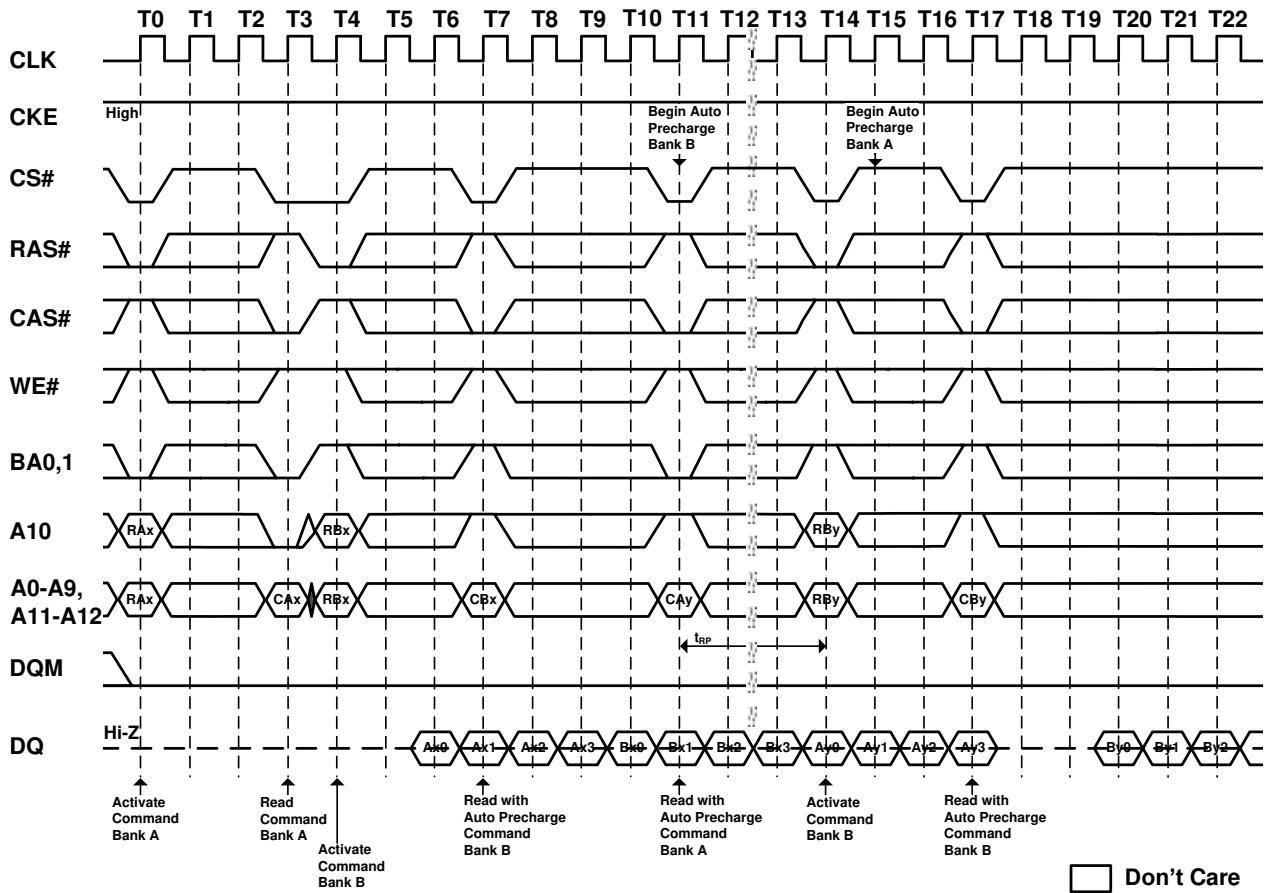 T0 T1 T2 T3 T4 T5 T6 T7 T8 T9 T10 T11 T12 T13 T14 T15 T16 T17 T18 T19 T20 T21 T22
CLK
CKE
High
Begin Auto
Precharge
Bank B
Begin Auto
Precharge
Bank A
CS#
RAS#
CAS#
WE#
BA0,1
A10
RAx RBx RBy
A0-A9,
A11-A12
RAx CAx RBx CBx CAy RBy CBy
tRP
DQM
DQ
Hi-Z
Ax0 Ax1 Ax2 Ax3 Bx0 Bx1 Bx2 Bx3 Ay0 Ay1 Ay2 Ay3 By0 By1 By2
Activate
Command
Bank A
Read
Command
Bank A
Activate
Command
Bank B
Read with
Auto Precharge
Command
Bank B
Read with
Auto Precharge
Command
Bank A
Activate
Command
Bank B
Read with
Auto Precharge
Command
Bank B
Don't Care